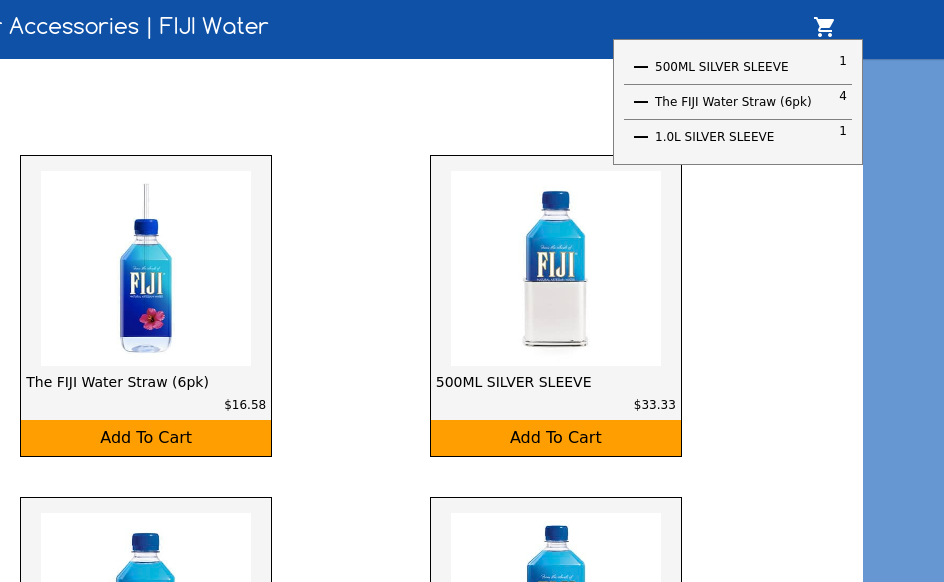 Accessories | FIJI Water
500ML SILVER SLEEVE 1
The FIJI Water Straw (6pk) 4
1.0L SILVER SLEEVE 1
FIJI
FIJI
The FIJI Water Straw (6pk)
500ML SILVER SLEEVE
$16.58
$33.33
Add To Cart
Add To Cart